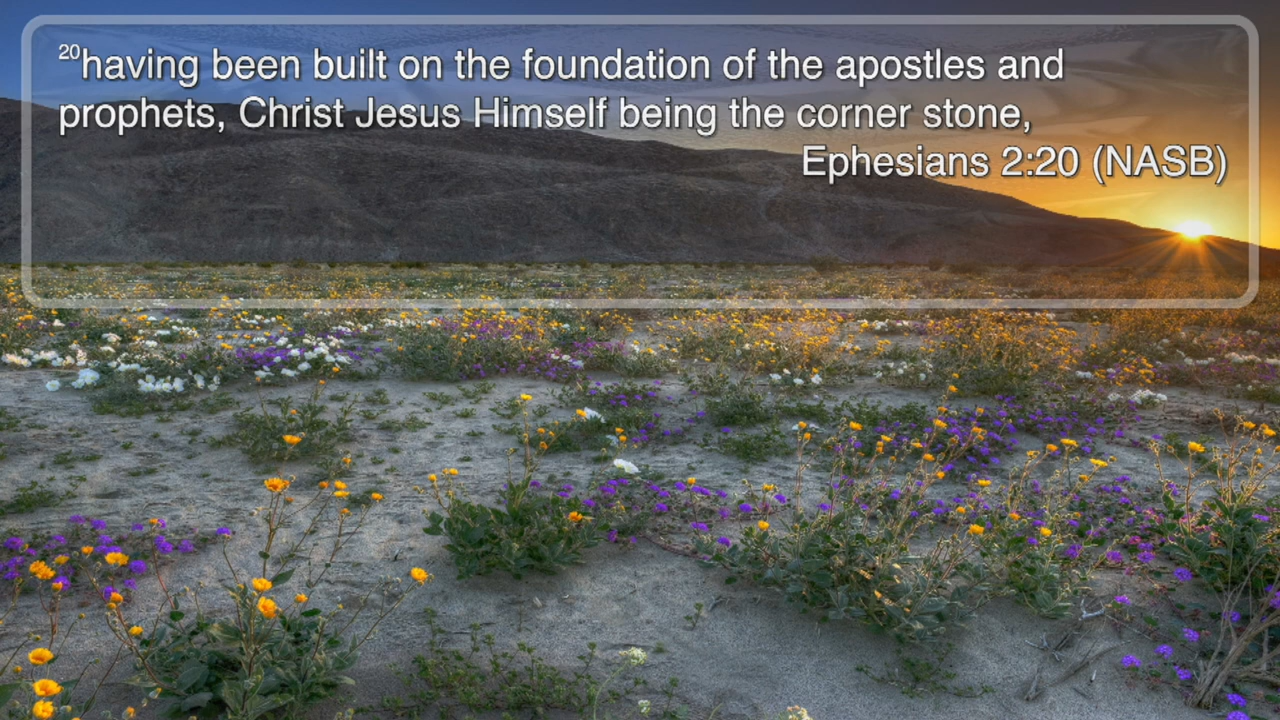 20having been built on the foundation of the apostles and
prophets, Christ Jesus Himself being the corner stone,
Ephesians 2:20 (NASB)